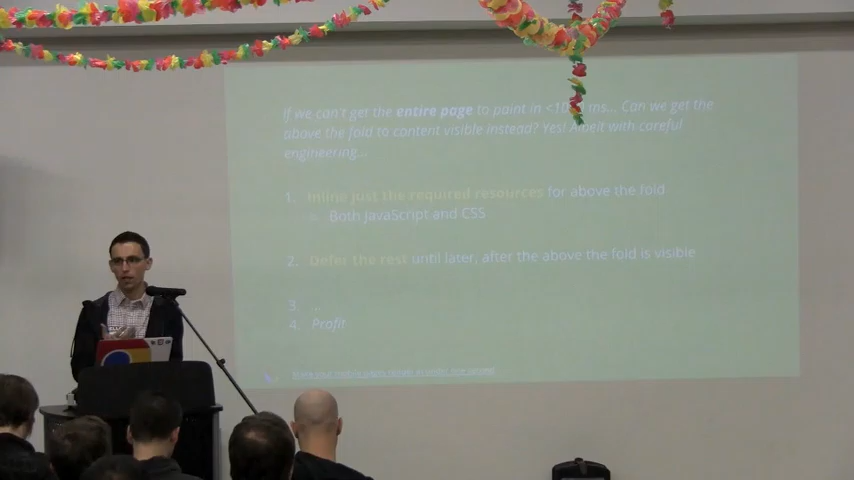 If we can't get the entire page to paint in <10 ms... Can we get the
above the fold to content visible instead? Yes! Albeit with careful
engineering...
1. Inline just the required resources for above the fold
Both JavaScript and CSS
2. Defer the rest until later, after the above the fold is visible
3. ..
4. Profit